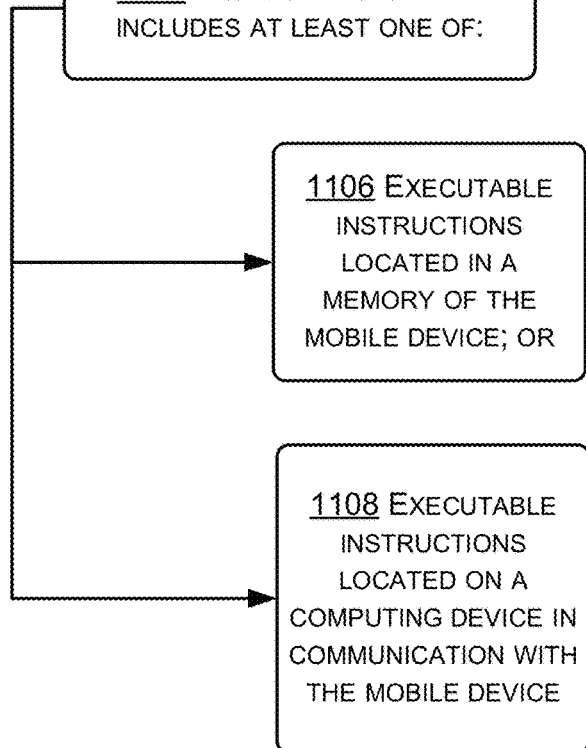 INCLUDES AT LEAST ONE OF:
1106 EXECUTABLE
INSTRUCTIONS
LOCATED IN A
MEMORY OF THE
MOBILE DEVICE; OR
1108 EXECUTABLE
INSTRUCTIONS
LOCATED ON A
COMPUTING DEVICE IN
COMMUNICATION WITH
THE MOBILE DEVICE